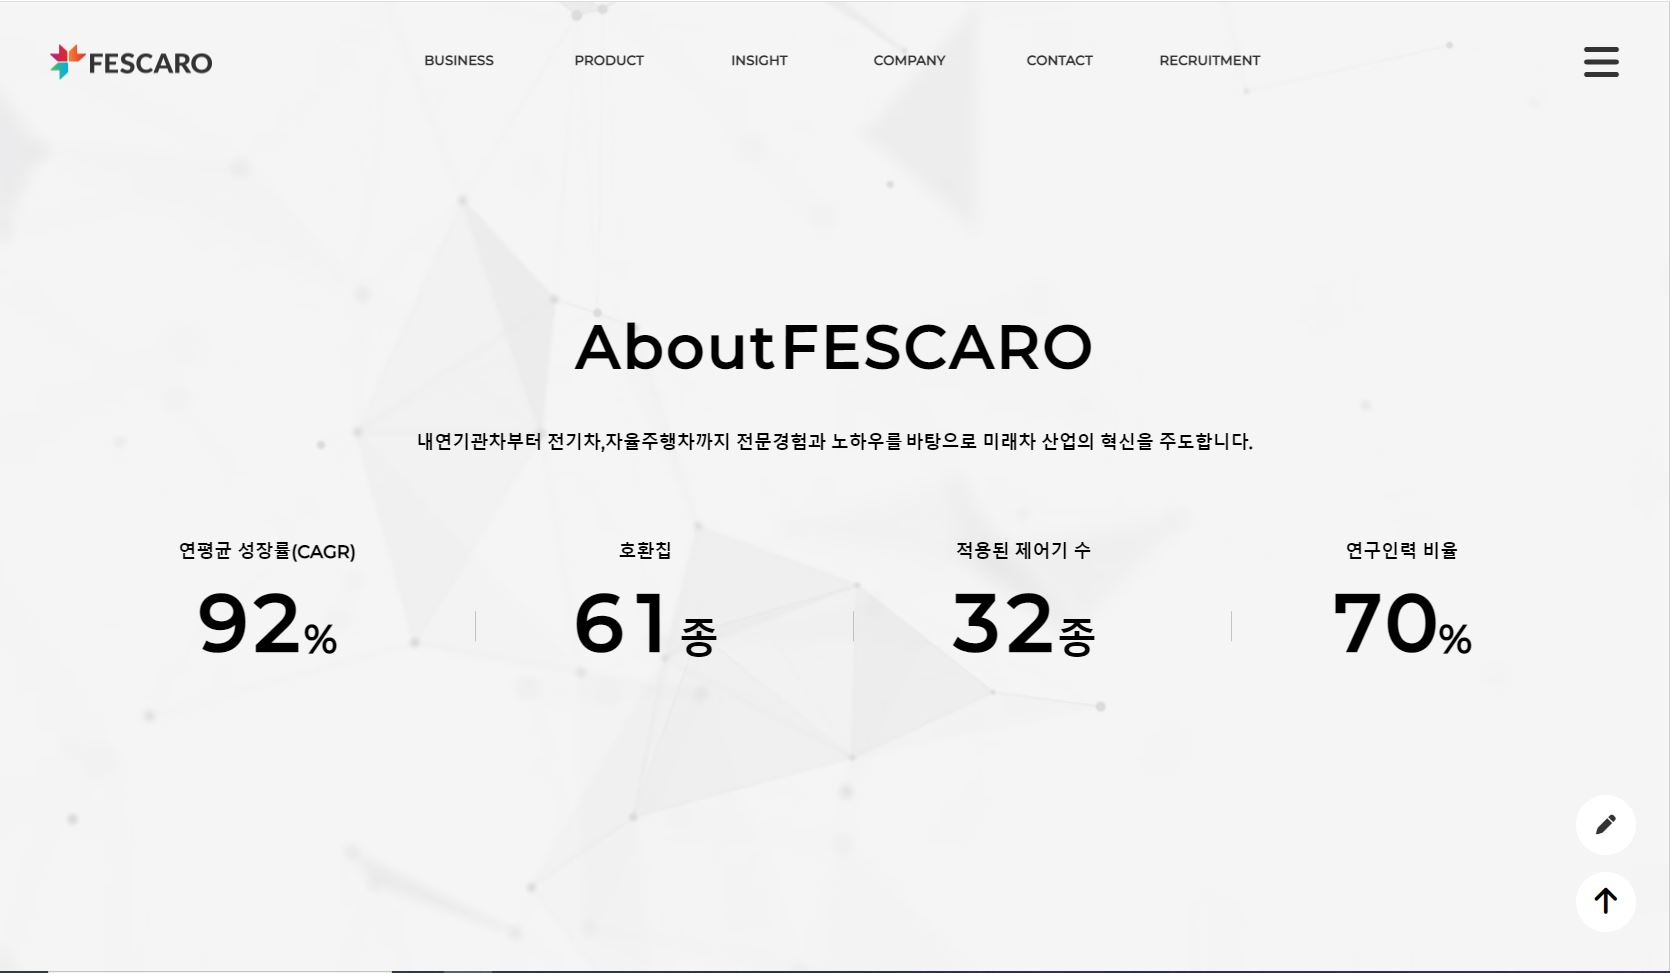 FESCARO
BUSINESS PRODUCT INSIGHT COMPANY CONTACT RECRUITMENT
About FESCARO
내연기관차부터 전기차,자율주행차까지 전문경험과 노하우를 바탕으로 미래차 산업의 혁신을 주도합니다.
연평균 성장률(CAGR)
92%
호환칩
61종
적용된 제어기 수
32종
연구인력 비율
70%